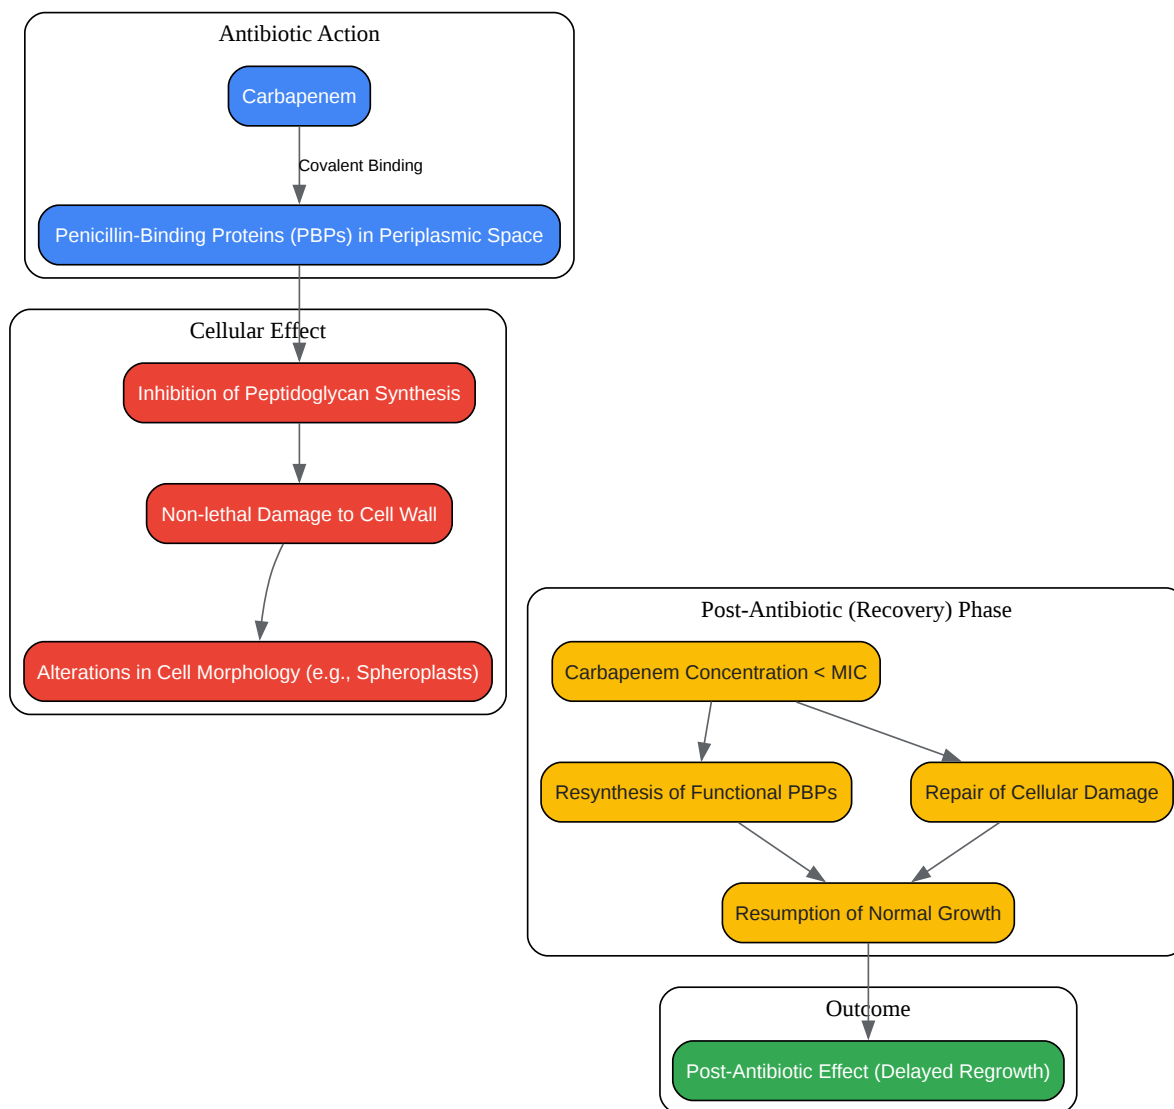 Antibiotic Action
Carbapenem
Covalent Binding
Penicillin-Binding Proteins (PBPs) in Periplasmic Space
Cellular Effect
Inhibition of Peptidoglycan Synthesis
Non-lethal Damage to Cell Wall
Alterations in Cell Morphology (e.g., Spheroplasts)
Post-Antibiotic (Recovery) Phase
Carbapenem Concentration < MIC
Resynthesis of Functional PBPs
Repair of Cellular Damage
Resumption of Normal Growth
Outcome
Post-Antibiotic Effect (Delayed Regrowth)